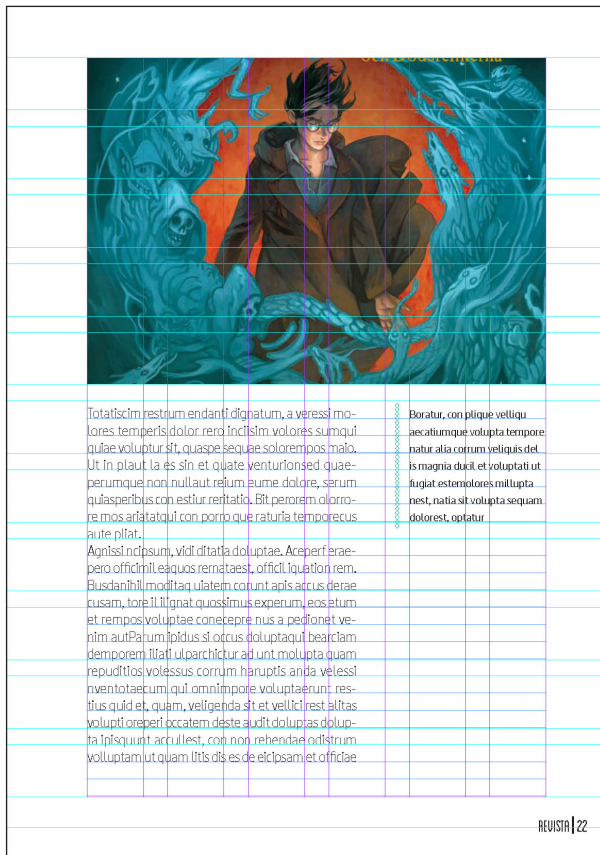 och Dödsrelikerna
Totatiscim restrum endanti dignatum, a veressi mo-
lores temperis dolor rero incilsim volores sumqui
quiae voluptur sit, quaspe sequae solorempos maio.
Ut in plaut la es sin et quate venturionsed quae-
perumque non nullaut reium eume dolore, serum
quiasperibus con estiur reritatio. Bit perorem olorro-
re mos ariatatqui con porro que raturia temporecus
aute pliat.
Agnissi ncipsum, vidi ditatia doluptae. Aceperf erae-
pero officimil eaquos rernataest, officil iquation rem.
Busdanihil moditaq uiatem corunt apis accus derae
cusam, tore il ilignat quossimus experum, eos etum
et rempos voluptae conecepre nus a pedionet ve-
nim autParum ipidus si occus doluptaqui bearciam
demporem iliati ulparchictur ad unt molupta quam
repuditios volessus corrum haruptis anda velessi
nventotaecum qui omnimpore voluptaerunt res-
tius quid et, quam, veligenda sit et vellici rest alitas
volupti oreperi occatem deste audit doluptas dolup-
ta ipisquunt accullest, con non rehendae odistrum
volluptam ut quam litis dis es de eicipsam et officiae
Boratur, con plique velliqu
aecatiumque volupta tempore
natur alia corrum veliquis del
is magnia ducil et voluptati ut
fugiat estemolores millupta
nest, natia sit volupta sequam
dolorest, optatur
REVISTA 22